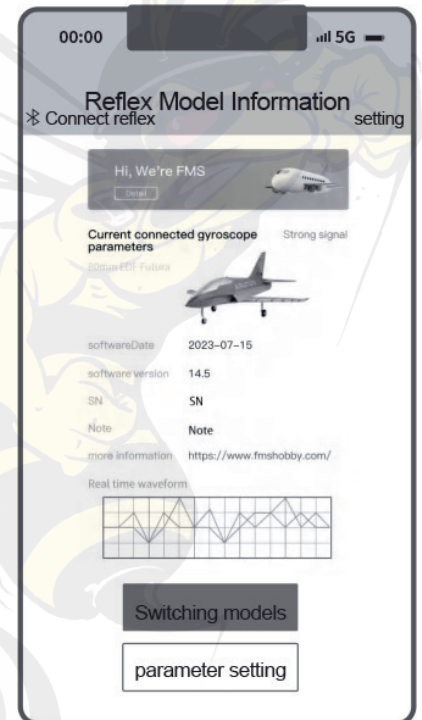 00:00
5G
Reflex Model Information
Connect reflex
setting
Hi, We're FMS
Detail
Current connected gyroscope parameters
Strong signal
80mm EDF Futura
softwareDate 2023-07-15
software version 14.5
SN SN
Note Note
more information https://www.fmshobby.com/
Real time waveform
Switching models
parameter setting